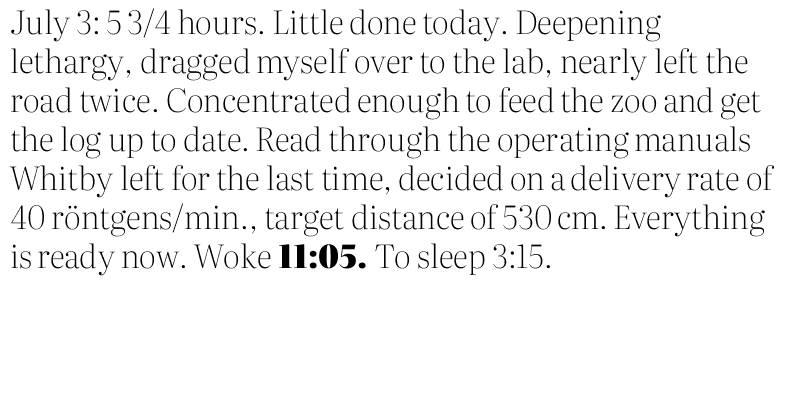 July 3: 5 3/4 hours. Little done today. Deepening
lethargy, dragged myself over to the lab, nearly left the
road twice. Concentrated enough to feed the zoo and get
the log up to date. Read through the operating manuals
Whitby left for the last time, decided on a delivery rate of
40 röntgens/min., target distance of 530 cm. Everything
is ready now. Woke 11:05. To sleep 3:15.